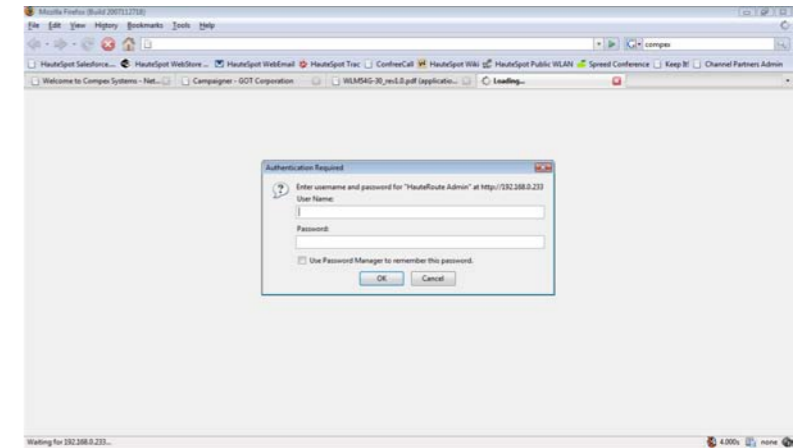 Mozilla Firefox (Build 2007112718)
File Edit View History Bookmarks Tools Help
compex
HauteSpot Salesforce... HauteSpot WebStore ... HauteSpot WebEmail HauteSpot Trac ConfreeCall HauteSpot Wiki HauteSpot Public WLAN Spreed Conference Keep It! Channel Partners Admin
Welcome to Compex Systems - Net... Campaigner - GOT Corporation WLM54G-30_rev1.0.pdf (applicatio... Loading...
Authentication Required
Enter username and password for "HauteRoute Admin" at http://192.168.0.233
User Name:
Password:
Use Password Manager to remember this password.
OK Cancel
Waiting for 192.168.0.233... 4.000s none